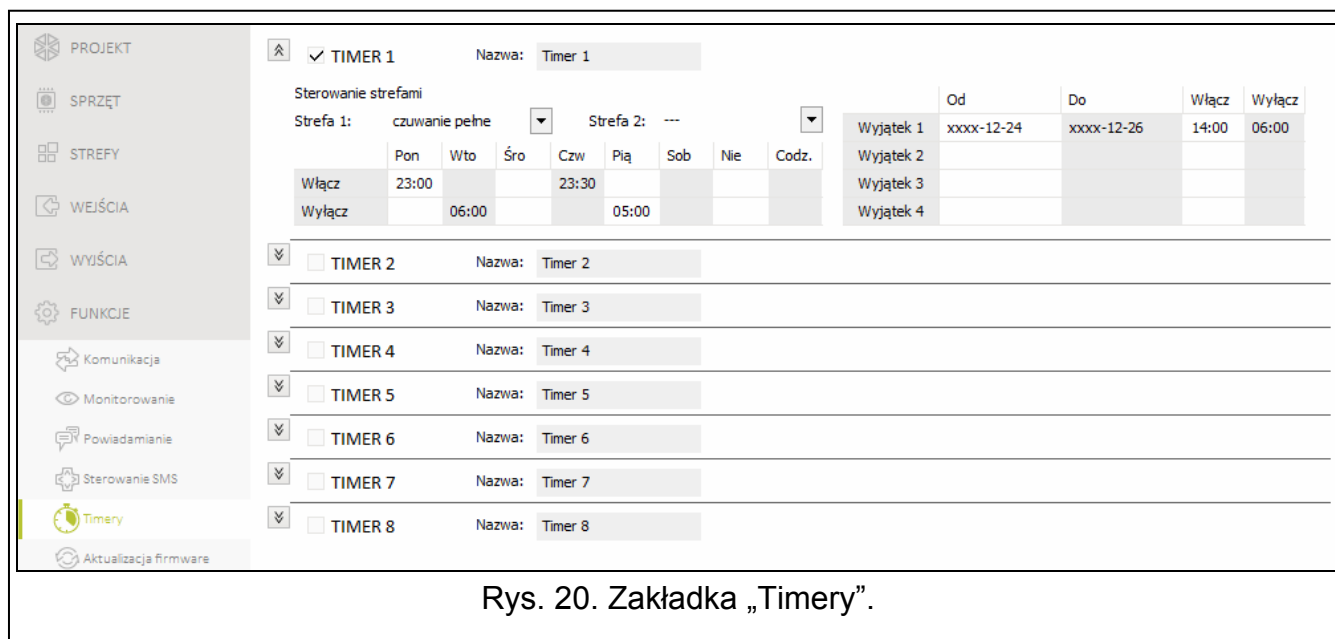 PROJEKT
SPRZĘT
STREFY
WEJŚCIA
WYJŚCIA
FUNKCJE
Komunikacja
Monitorowanie
Powiadamianie
Sterowanie SMS
Timery
Aktualizacja firmware
TIMER 1 Nazwa: Timer 1
Sterowanie strefami
Strefa 1: czuwanie pełne Strefa 2: ---
Pon Wto Śro Czw Pią Sob Nie Codz.
Włącz 23:00 23:30
Wyłącz 06:00 05:00
Od Do Włącz Wyłącz
Wyjątek 1 xxxx-12-24 xxxx-12-26 14:00 06:00
Wyjątek 2
Wyjątek 3
Wyjątek 4
TIMER 2 Nazwa: Timer 2
TIMER 3 Nazwa: Timer 3
TIMER 4 Nazwa: Timer 4
TIMER 5 Nazwa: Timer 5
TIMER 6 Nazwa: Timer 6
TIMER 7 Nazwa: Timer 7
TIMER 8 Nazwa: Timer 8
Rys. 20. Zakładka „Timery”.